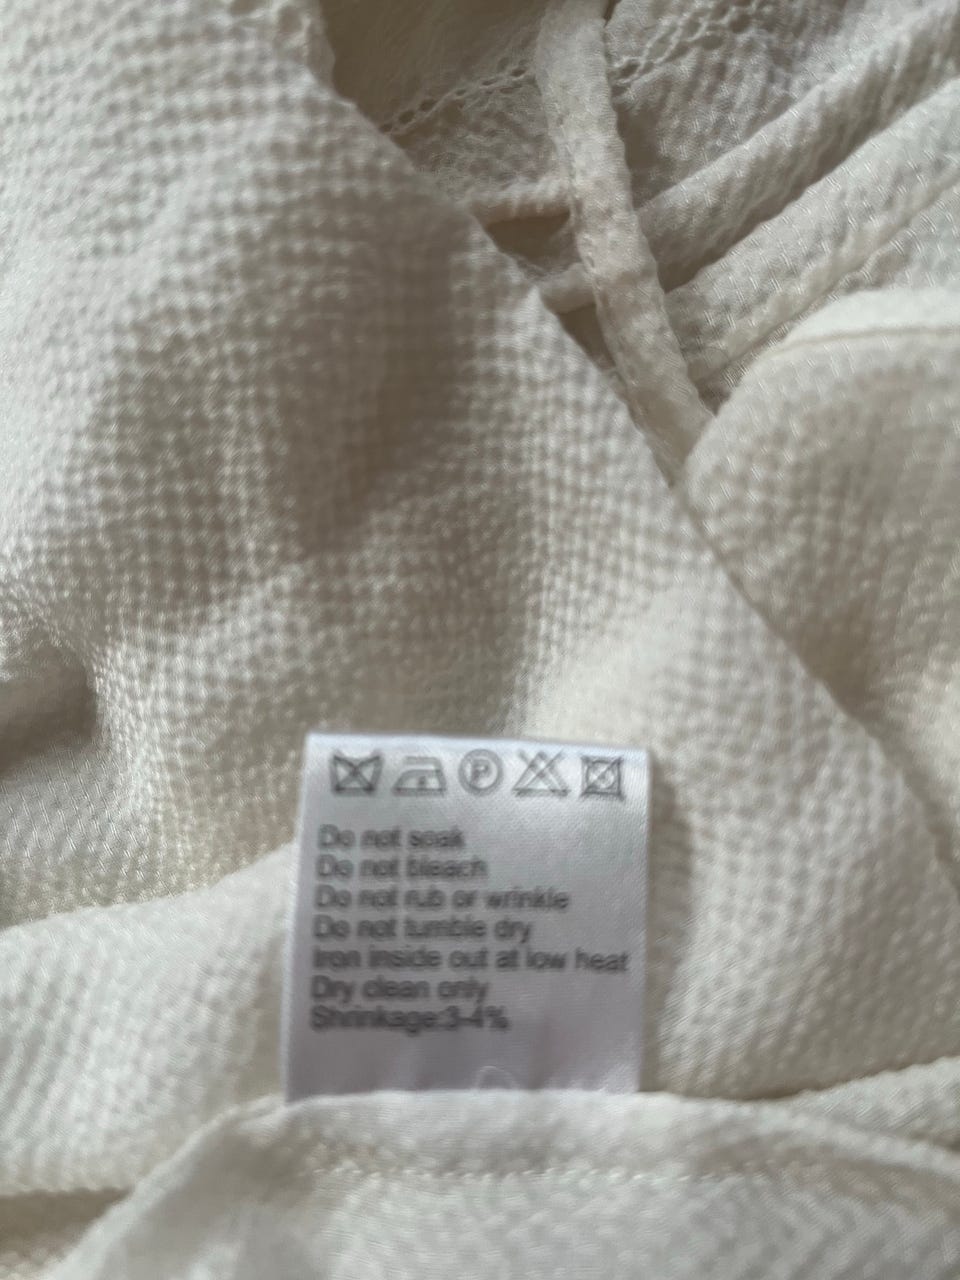 P
Do not soak
Do not bleach
Do not rub or wrinkle
Do not tumble dry
Iron inside out at low heat
Dry clean only
Shrinkage:3-4%